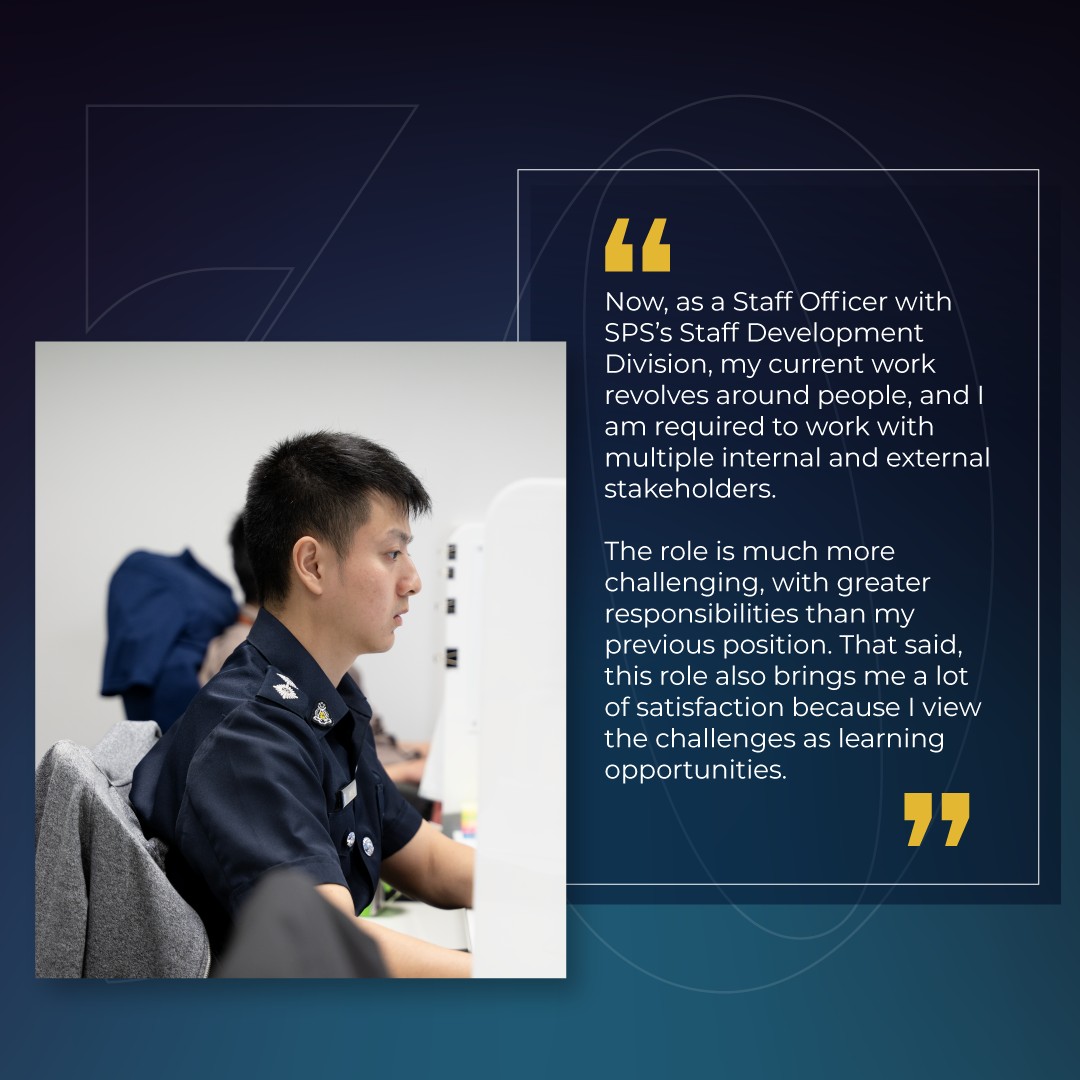 “
Now, as a Staff Officer with
SPS’s Staff Development
Division, my current work
revolves around people, and I
am required to work with
multiple internal and external
stakeholders.
The role is much more
challenging, with greater
responsibilities than my
previous position. That said,
this role also brings me a lot
of satisfaction because I view
the challenges as learning
opportunities.
”